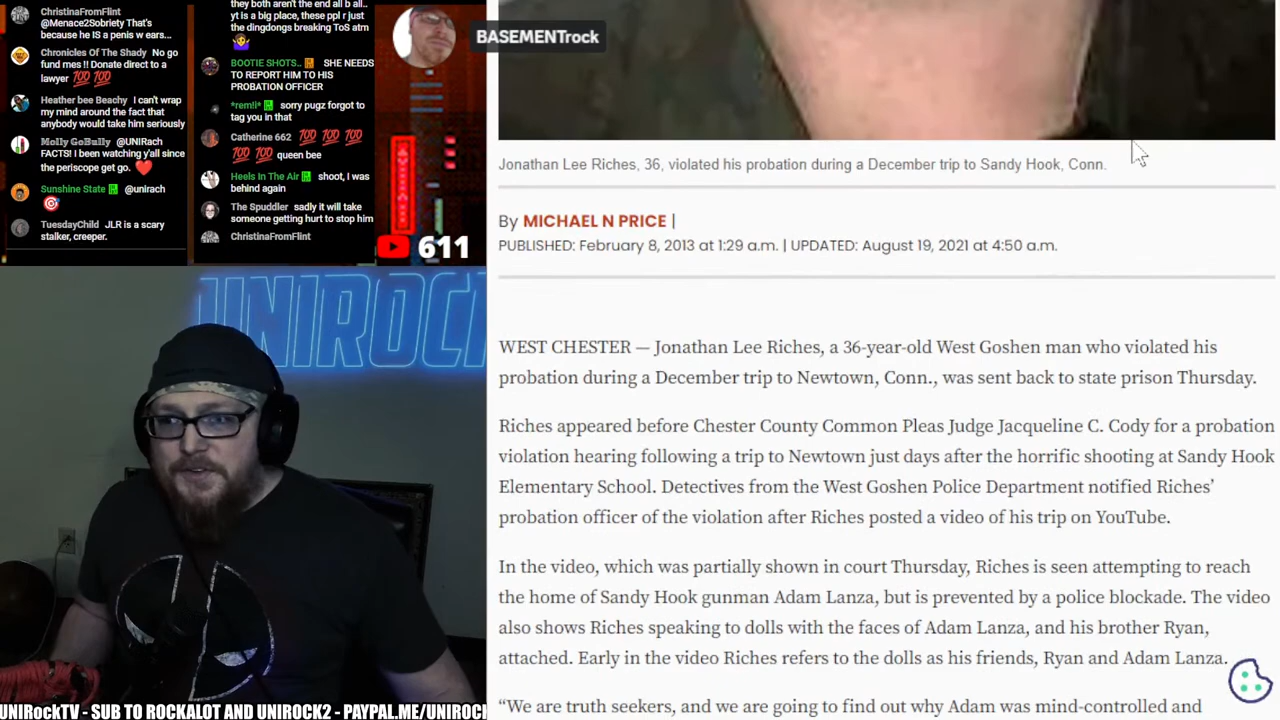 ChristinaFromFlint
@Menace2Sobriety That's
because he IS a penis w ears...
Chronicles Of The Shady No go
fund mes !! Donate direct to a
lawyer 💯 💯
Heather bee Beachy I can't wrap
my mind around the fact that
anybody would take him seriously
Molly GoBully @UNIRach
FACTS! I been watching y'all since
the periscope get go. ❤️
Sunshine State @unirach
🎯
TuesdayChild JLR is a scary
stalker, creeper.
they both aren't the end all b all..
yt is a big place, these ppl r just
the dingdongs breaking ToS atm
🤷‍♀️
BOOTIE SHOTS.. SHE NEEDS
TO REPORT HIM TO HIS
PROBATION OFFICER
*rem!i* sorry pugz forgot to
tag you in that
Catherine 662 💯 💯 💯
💯 💯 queen bee
Heels In The Air shoot, I was
behind again
The Spuddler sadly it will take
someone getting hurt to stop him
ChristinaFromFlint
BASEMENTrock
611
UNIROCK
UNIRockTV - SUB TO ROCKALOT AND UNIROCK2 - PAYPAL.ME/UNIROCK
Jonathan Lee Riches, 36, violated his probation during a December trip to Sandy Hook, Conn.
By MICHAEL N PRICE |
PUBLISHED: February 8, 2013 at 1:29 a.m. | UPDATED: August 19, 2021 at 4:50 a.m.
WEST CHESTER — Jonathan Lee Riches, a 36-year-old West Goshen man who violated his
probation during a December trip to Newtown, Conn., was sent back to state prison Thursday.
Riches appeared before Chester County Common Pleas Judge Jacqueline C. Cody for a probation
violation hearing following a trip to Newtown just days after the horrific shooting at Sandy Hook
Elementary School. Detectives from the West Goshen Police Department notified Riches'
probation officer of the violation after Riches posted a video of his trip on YouTube.
In the video, which was partially shown in court Thursday, Riches is seen attempting to reach
the home of Sandy Hook gunman Adam Lanza, but is prevented by a police blockade. The video
also shows Riches speaking to dolls with the faces of Adam Lanza, and his brother Ryan,
attached. Early in the video Riches refers to the dolls as his friends, Ryan and Adam Lanza.
“We are truth seekers, and we are going to find out why Adam was mind-controlled and